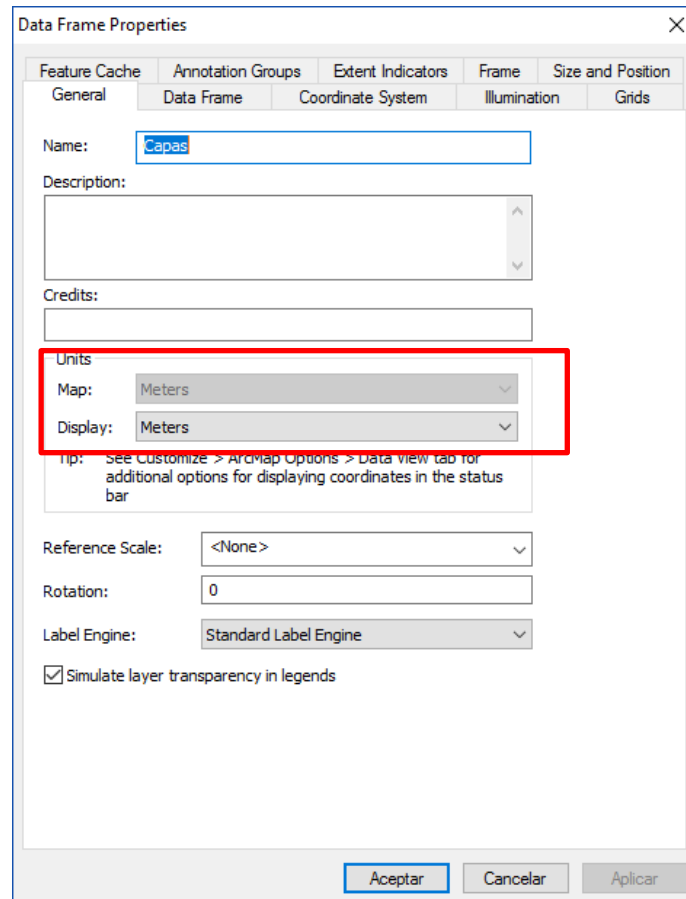 Data Frame Properties
Feature Cache Annotation Groups Extent Indicators Frame Size and Position
General Data Frame Coordinate System Illumination Grids
Name: Capas
Description:
Credits:
Units
Map: Meters
Display: Meters
Tip: See Customize > ArcMap Options > Data View tab for
additional options for displaying coordinates in the status
bar
Reference Scale: <None>
Rotation: 0
Label Engine: Standard Label Engine
Simulate layer transparency in legends
Aceptar Cancelar Aplicar